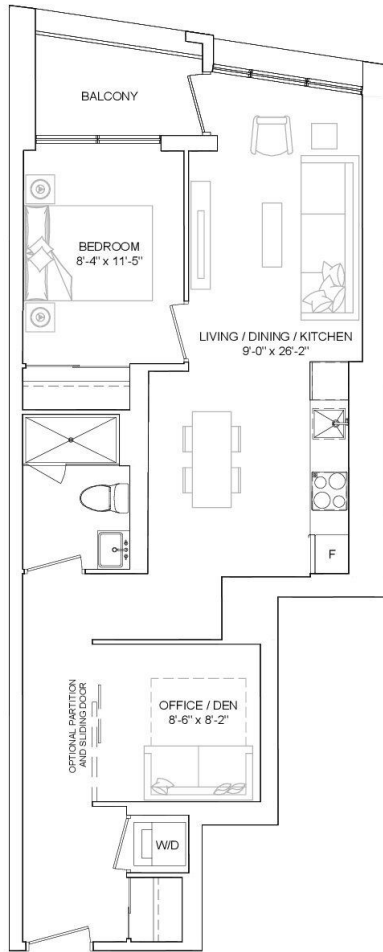 BALCONY
BEDROOM
8'-4" x 11'-5"
LIVING / DINING / KITCHEN
9'-0" x 26'-2"
F
OPTIONAL PARTITION
AND SLIDING DOOR
OFFICE / DEN
8'-6" x 8'-2"
W/D